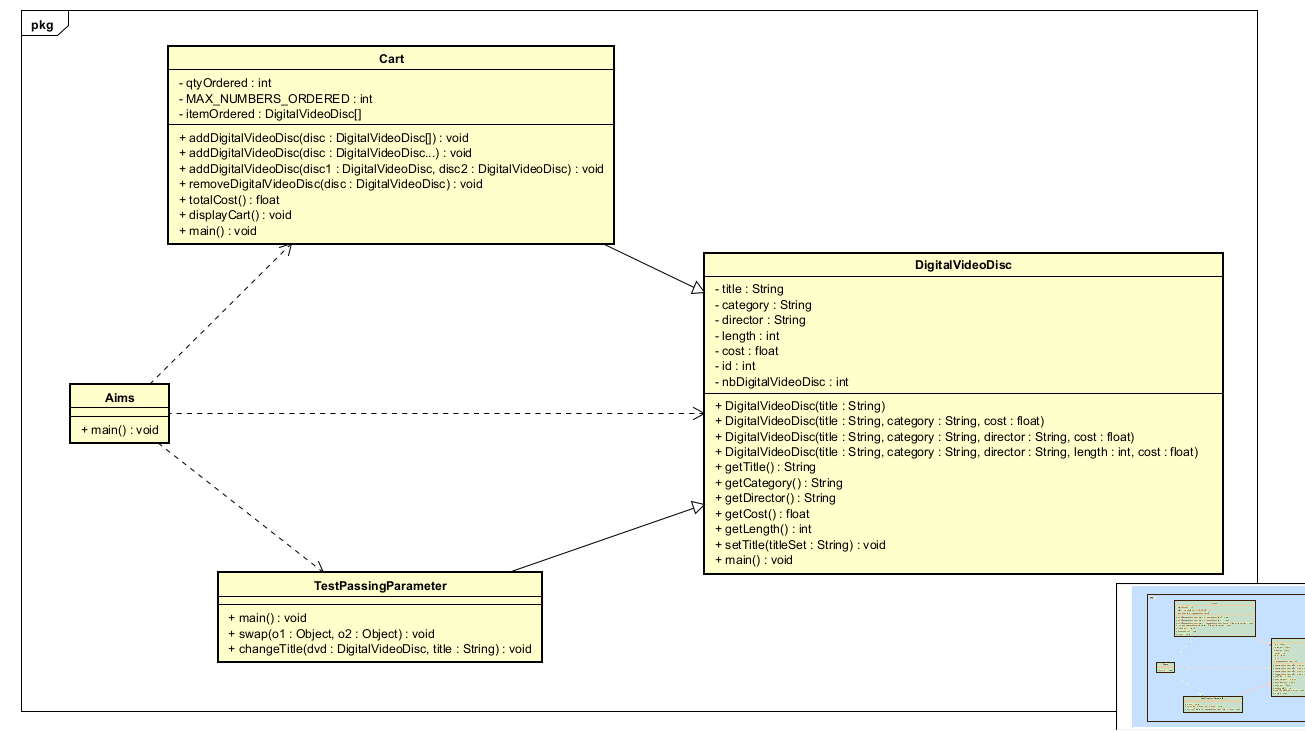 pkg
Cart
- qtyOrdered : int
- MAX_NUMBERS_ORDERED : int
- itemOrdered : DigitalVideoDisc[]
+ addDigitalVideoDisc(disc : DigitalVideoDisc[]) : void
+ addDigitalVideoDisc(disc : DigitalVideoDisc...) : void
+ addDigitalVideoDisc(disc1 : DigitalVideoDisc, disc2 : DigitalVideoDisc) : void
+ removeDigitalVideoDisc(disc : DigitalVideoDisc) : void
+ totalCost() : float
+ displayCart() : void
+ main() : void
DigitalVideoDisc
- title : String
- category : String
- director : String
- length : int
- cost : float
- id : int
- nbDigitalVideoDisc : int
+ DigitalVideoDisc(title : String)
+ DigitalVideoDisc(title : String, category : String, cost : float)
+ DigitalVideoDisc(title : String, category : String, director : String, cost : float)
+ DigitalVideoDisc(title : String, category : String, director : String, length : int, cost : float)
+ getTitle() : String
+ getCategory() : String
+ getDirector() : String
+ getCost() : float
+ getLength() : int
+ setTitle(titleSet : String) : void
+ main() : void
Aims
+ main() : void
TestPassingParameter
+ main() : void
+ swap(o1 : Object, o2 : Object) : void
+ changeTitle(dvd : DigitalVideoDisc, title : String) : void